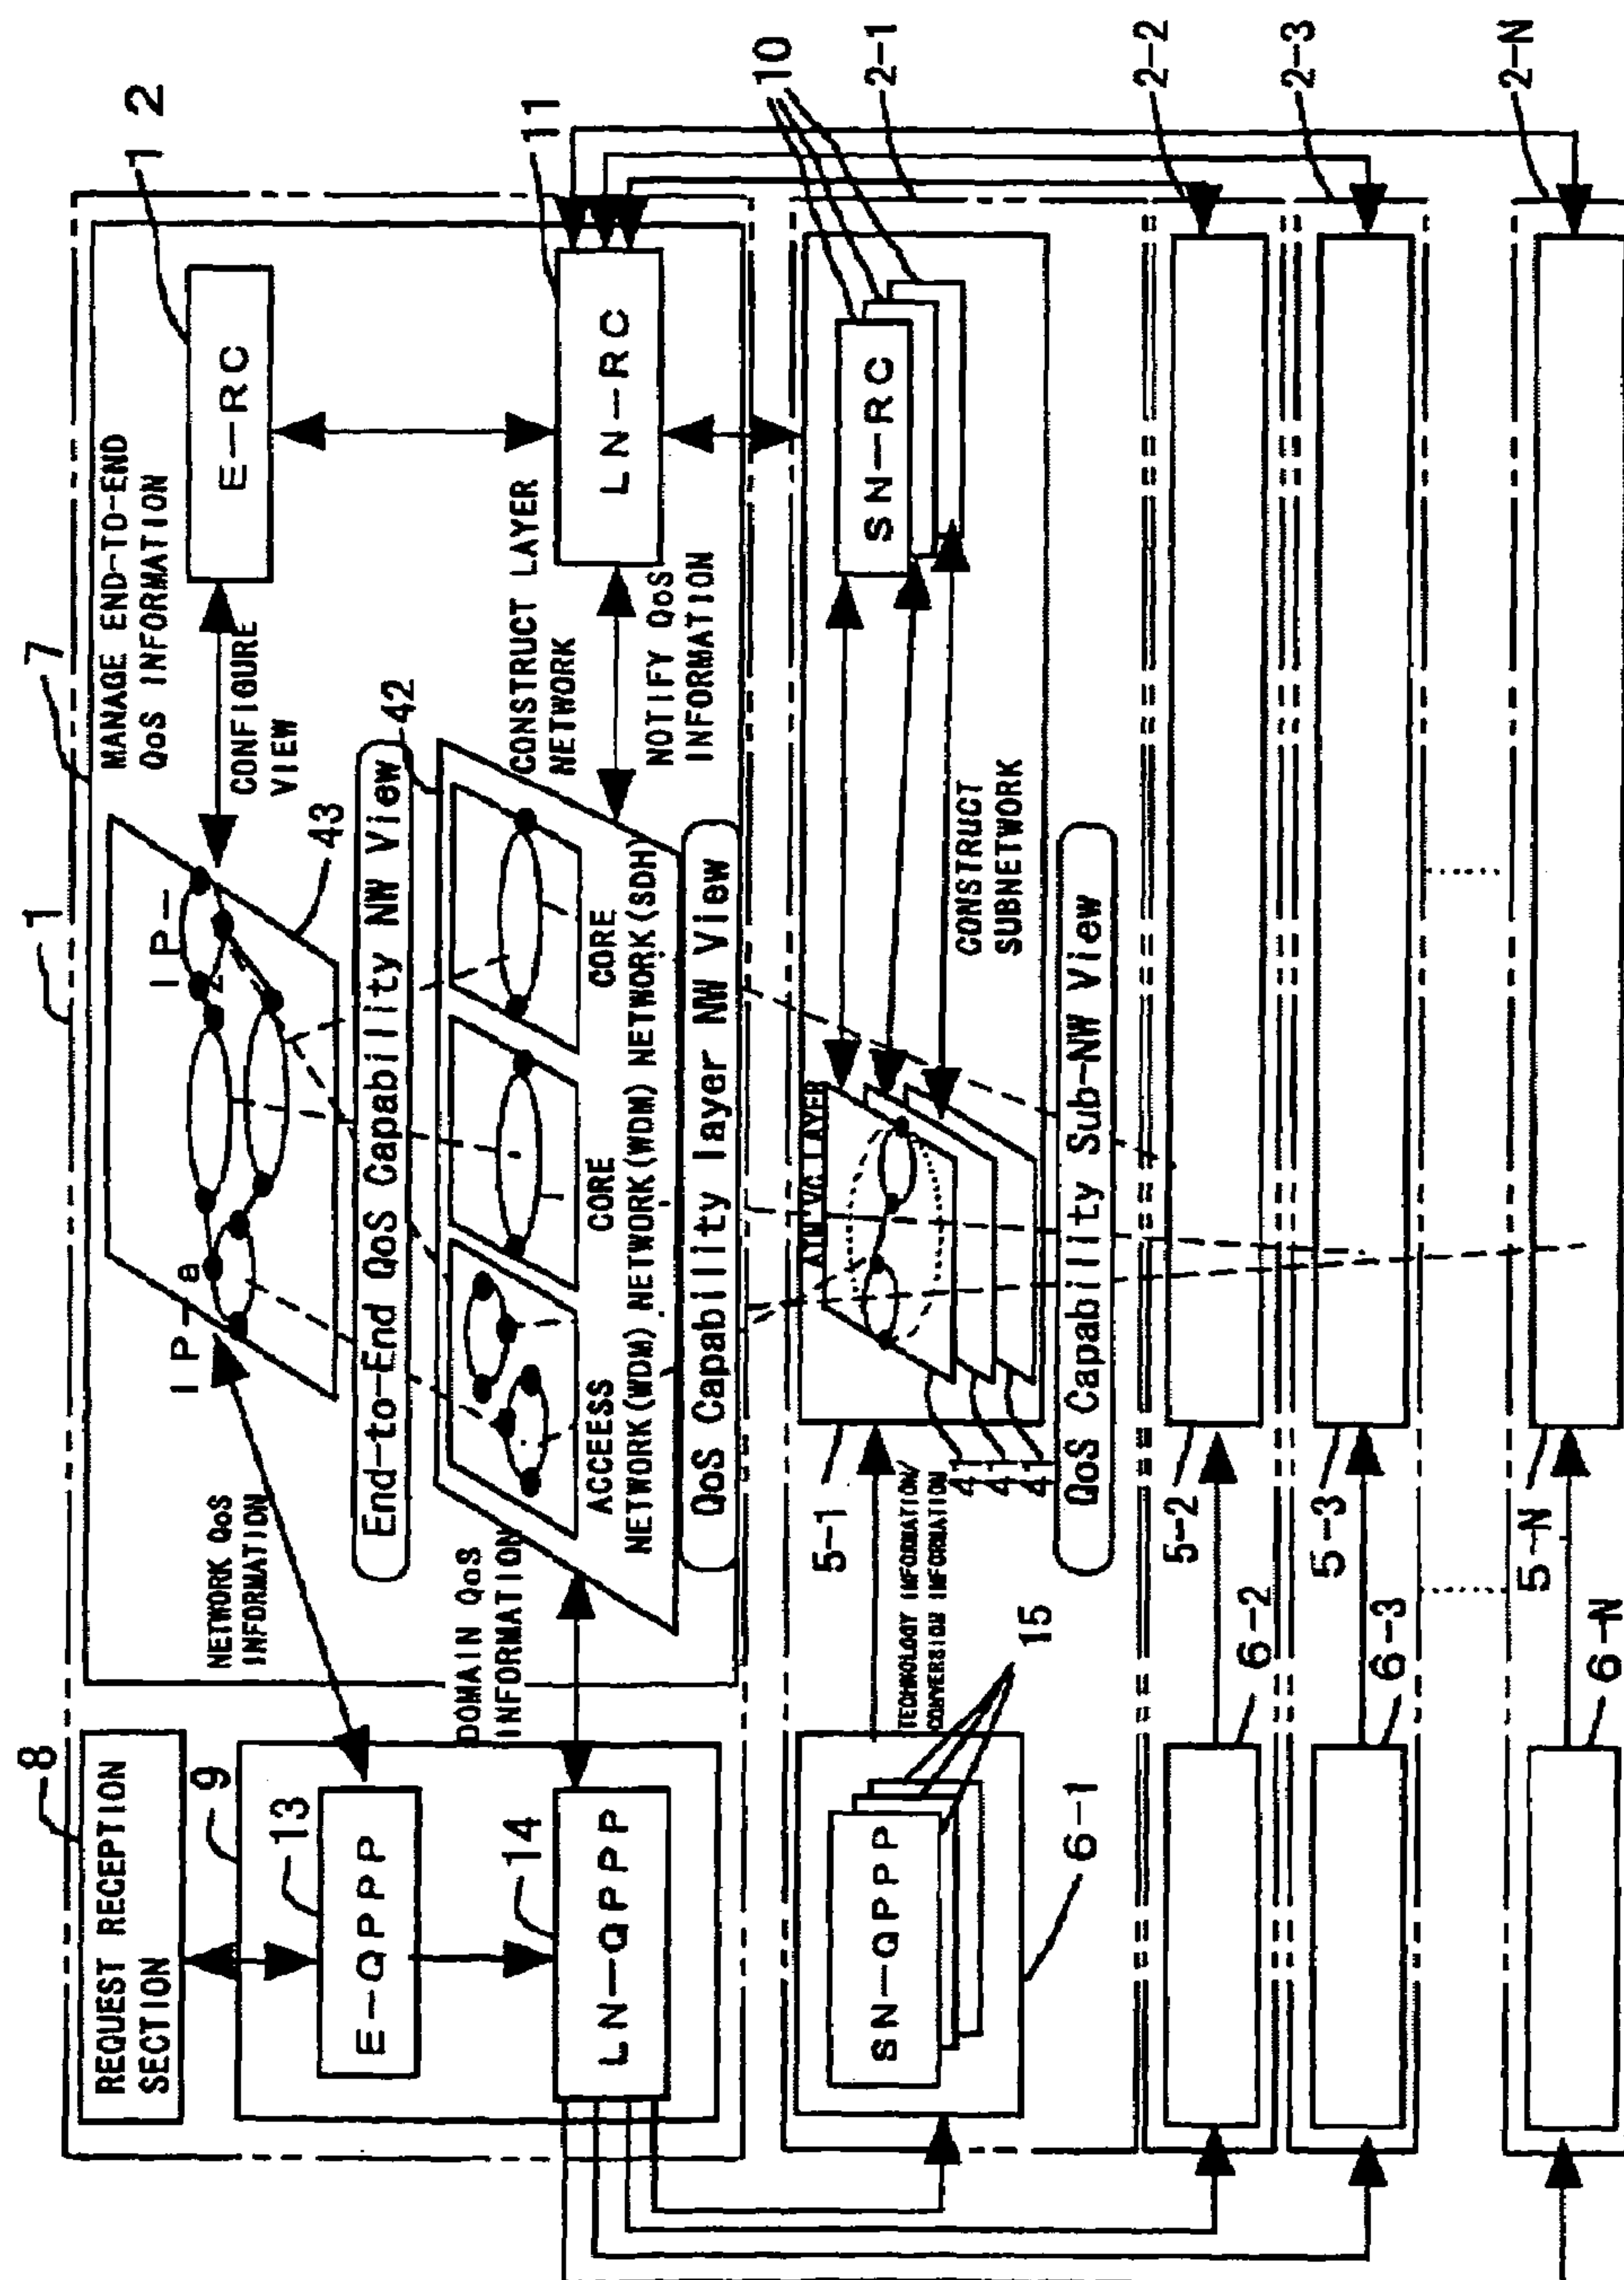 1
7
MANAGE END-TO-END
QoS INFORMATION
1 2
E-RC
CONFIGURE
VIEW
IP-
z
IP-a
43
End-to-End QoS Capability NW View
42
NETWORK QoS
INFORMATION
8
REQUEST RECEPTION
SECTION
9
13
E-QPPP
14
LN-QPPP
DOMAIN QoS
INFORMATION
ACCESS
NETWORK(WDM)
CORE
NETWORK(WDM)
CORE
NETWORK(SDH)
QoS Capability layer NW View
CONSTRUCT LAYER
NETWORK
NOTIFY QoS
INFORMATION
11
LN-RC
10
2-1
SN-RC
CONSTRUCT
SUBNETWORK
ATM'VC LAYER
41
41
41
QoS Capability Sub-NW View
5-1
TECHNOLOGY INFORMATION/
CONVERSION INFORMATION
15
SN-QPPP
6-1
2-2
5-2
6-2
2-3
5-3
6-3
2-N
5-N
6-N